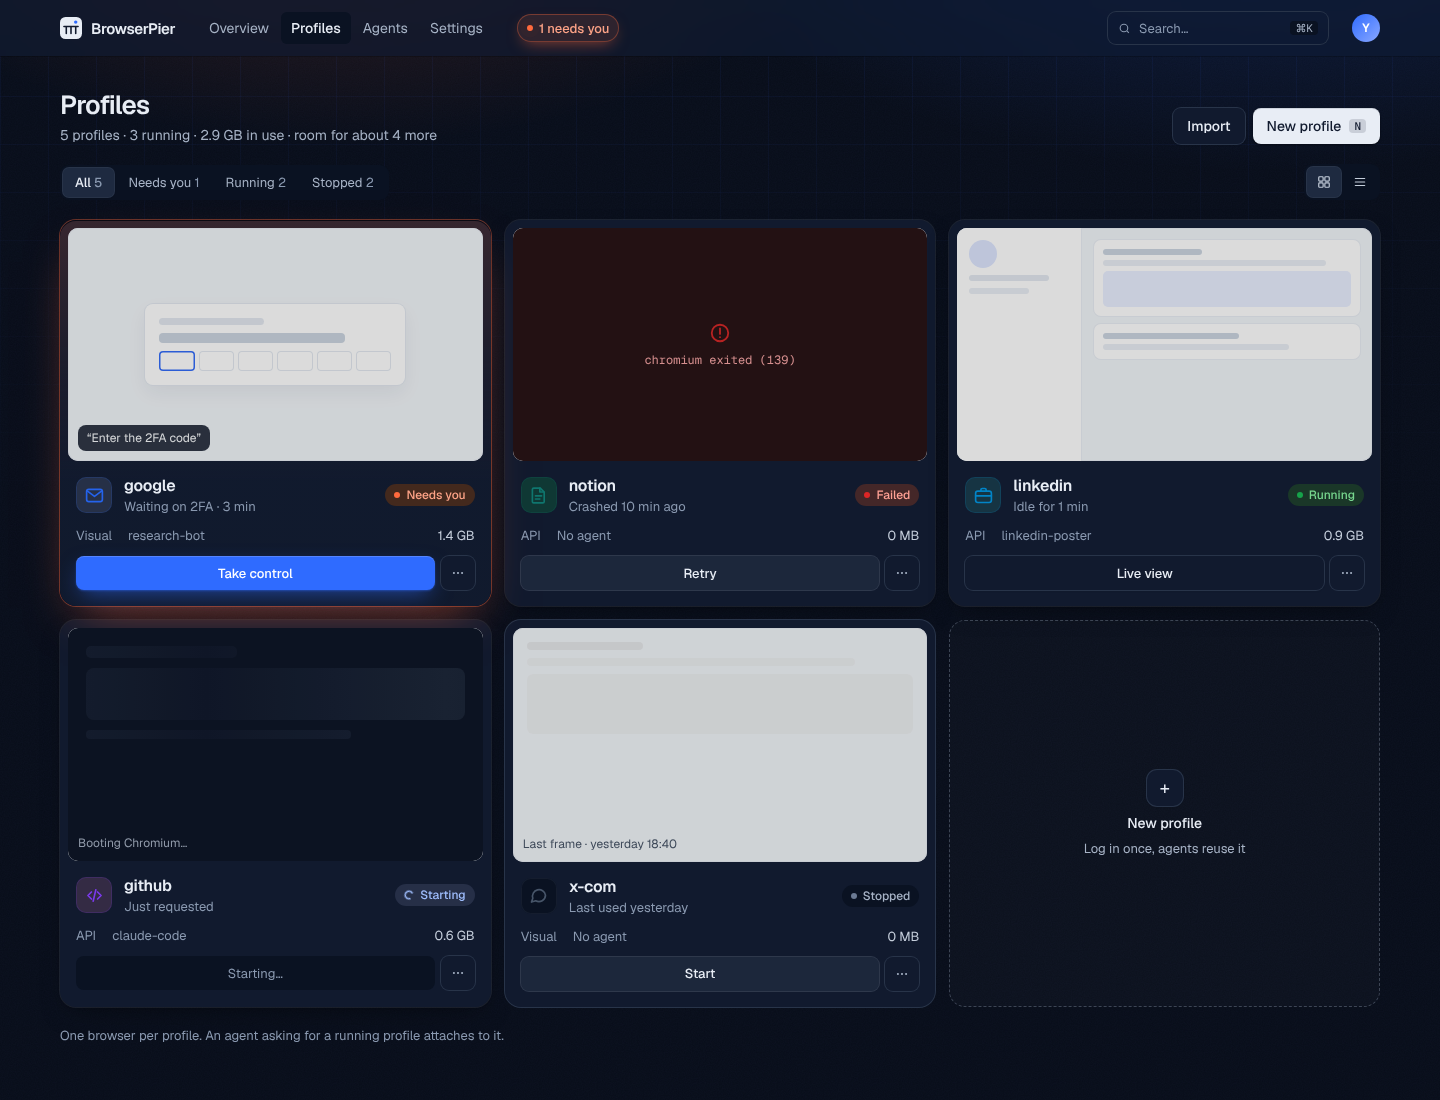 BrowserPier
Overview
Profiles
Agents
Settings
1 needs you
Search...
⌘K
Y
Profiles
5 profiles · 3 running · 2.9 GB in use · room for about 4 more
Import
New profile N
All 5
Needs you 1
Running 2
Stopped 2
“Enter the 2FA code”
google
Waiting on 2FA · 3 min
Needs you
Visual research-bot 1.4 GB
Take control
chromium exited (139)
notion
Crashed 10 min ago
Failed
API No agent 0 MB
Retry
linkedin
Idle for 1 min
Running
API linkedin-poster 0.9 GB
Live view
Booting Chromium...
github
Just requested
Starting
API claude-code 0.6 GB
Starting...
Last frame · yesterday 18:40
x-com
Last used yesterday
Stopped
Visual No agent 0 MB
Start
New profile
Log in once, agents reuse it
One browser per profile. An agent asking for a running profile attaches to it.